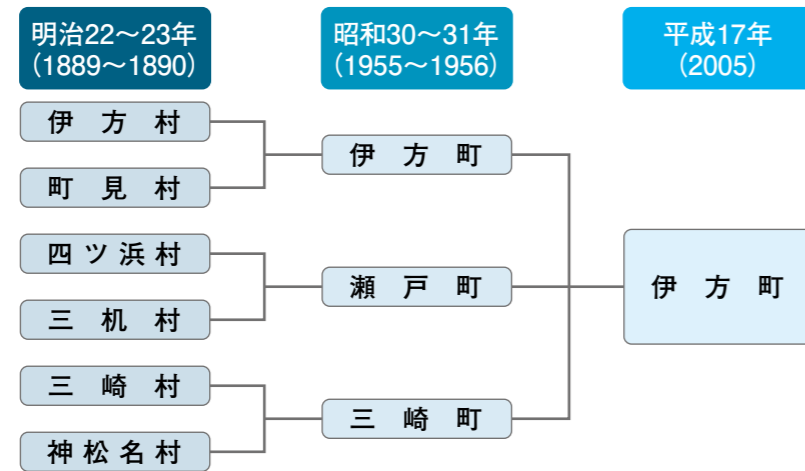 明治22～23年
（1889～1890）
昭和30～31年
（1955～1956）
平成17年
（2005）
伊方村
町見村
四ツ浜村
三机村
三崎村
神松名村
伊方町
瀬戸町
三崎町
伊方町